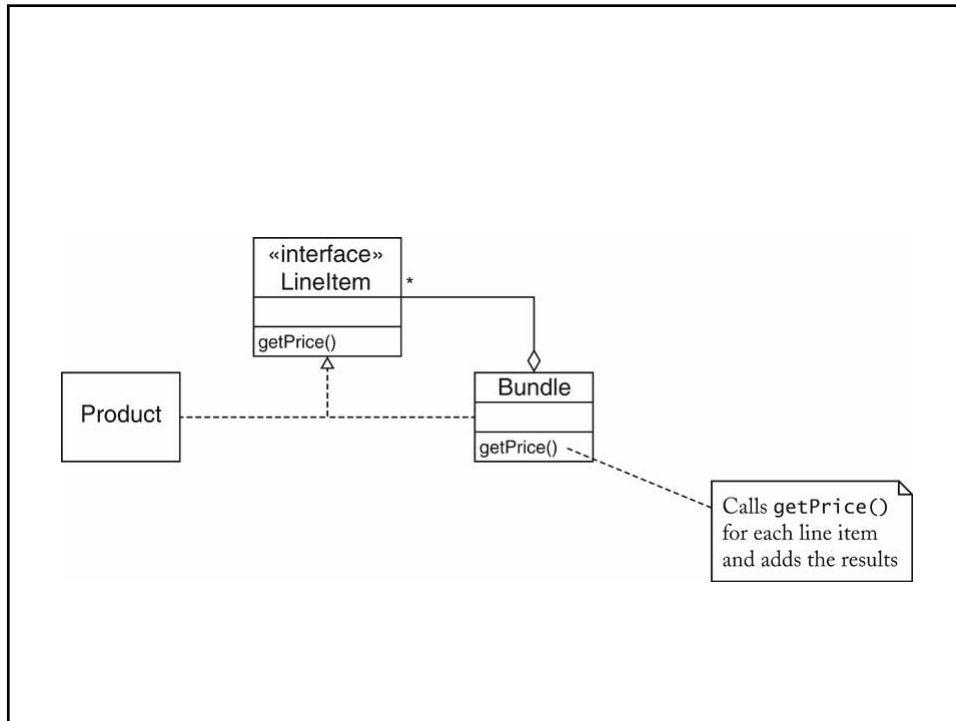 «interface»
LineItem
*
getPrice()
Product
Bundle
getPrice()
Calls getPrice()
for each line item
and adds the results